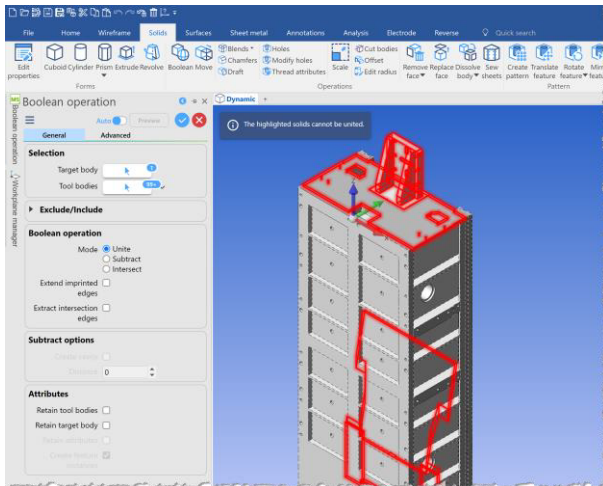 File Home Wireframe Solids Surfaces Sheet metal Annotations Analysis Electrode Reverse Quick search
Edit properties Cuboid Cylinder Prism Extrude Revolve Boolean Move
Blends Holes
Chamfers Modify holes
Draft Thread attributes
Scale
Cut bodies
Offset
Edit radius
Remove face Replace face Dissolve body Sew sheets Create pattern Translate feature Rotate feature
Forms Operations Pattern
Boolean operation
Auto Preview
General Advanced
Selection
Target body 1
Tool bodies 99+
Exclude/Include
Boolean operation
Mode Unite
Subtract
Intersect
Extend imprinted
edges
Extract intersection
edges
Subtract options
Create cavity
Distance 0
Attributes
Retain tool bodies
Retain target body
Retain attributes
Boolean operation
Workplane manager
Dynamic +
The highlighted solids cannot be united.